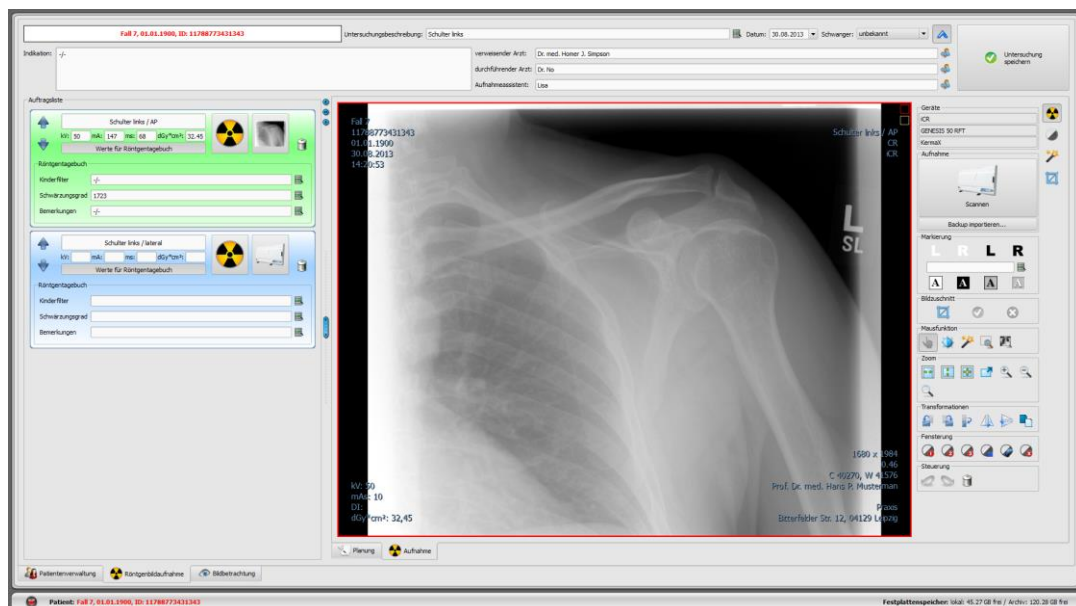 Fall 7, 01.01.1900, ID: 11788773431343
Untersuchungsbeschreibung: Schulter links
Datum: 30.08.2013
Schwanger: unbekannt
Untersuchung speichern
Indikation: -/-
verweisender Arzt: Dr. med. Homer J. Simpson
durchführender Arzt: Dr. No
Aufnahmeassistent: Lisa
Auftragsliste
Schulter links / AP
kV: 50 mA: 147 ms: 68 dGy*cm²: 32.45
Werte für Röntgentagebuch
Röntgentagebuch
Kinderfilter -/-
Schwärzungsgrad 1723
Bemerkungen -/-
Schulter links / lateral
kV: mA: ms: dGy*cm²:
Werte für Röntgentagebuch
Röntgentagebuch
Kinderfilter
Schwärzungsgrad
Bemerkungen
Fall 7
11788773431343
01.01.1900
30.08.2013
14:20:53
Schulter links / AP
CR
iCR
L
SL
kV: 50
mAs: 10
DI:
dGy*cm²: 32,45
1680 x 1984
0.46
C 40270, W 41576
Prof. Dr. med. Hans P. Musterman
Praxis
Bitterfelder Str. 12, 04129 Leipzig
Geräte
iCR
GENESIS 50 RFT
KermaX
Aufnahme
Scannen
Backup importieren...
Markierung
L R L R
A A A A
Bildzuschnitt
Mausfunktion
Zoom
Transformationen
Fensterung
Steuerung
Planung
Aufnahme
Patientenverwaltung
Röntgenbildaufnahme
Bildbetrachtung
Patient: Fall 7, 01.01.1900, ID: 11788773431343
Festplattenspeicher: lokal: 45.27 GB frei / Archiv: 120.28 GB frei